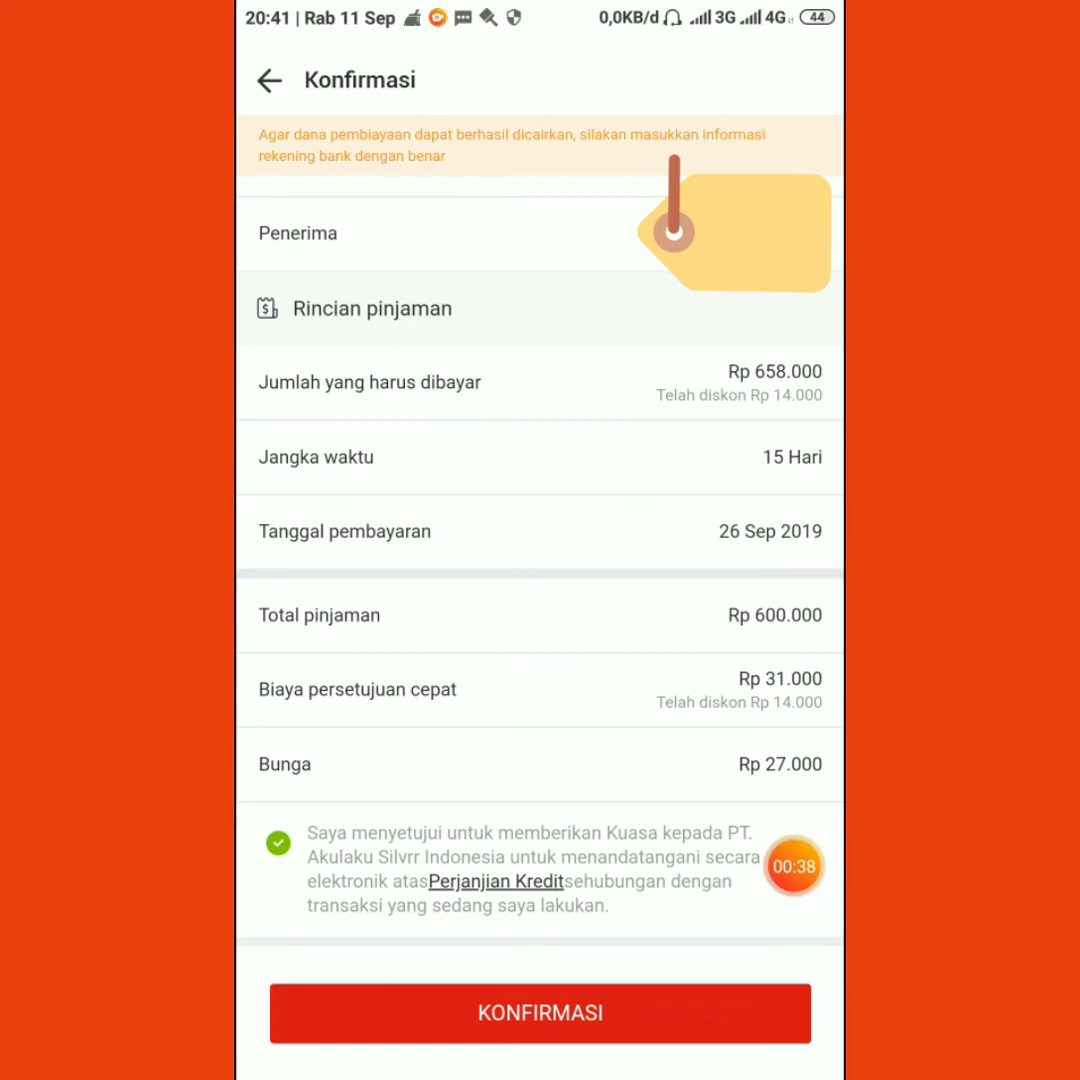 20:41 | Rab 11 Sep
0,0KB/d 3G 4G 44
Konfirmasi
Agar dana pembiayaan dapat berhasil dicairkan, silakan masukkan informasi
rekening bank dengan benar
Penerima
Rincian pinjaman
Jumlah yang harus dibayar
Rp 658.000
Telah diskon Rp 14.000
Jangka waktu
15 Hari
Tanggal pembayaran
26 Sep 2019
Total pinjaman
Rp 600.000
Biaya persetujuan cepat
Rp 31.000
Telah diskon Rp 14.000
Bunga
Rp 27.000
Saya menyetujui untuk memberikan Kuasa kepada PT.
Akulaku Silvrr Indonesia untuk menandatangani secara
elektronik atasPerjanjian Kreditsehubungan dengan
transaksi yang sedang saya lakukan.
00:38
KONFIRMASI